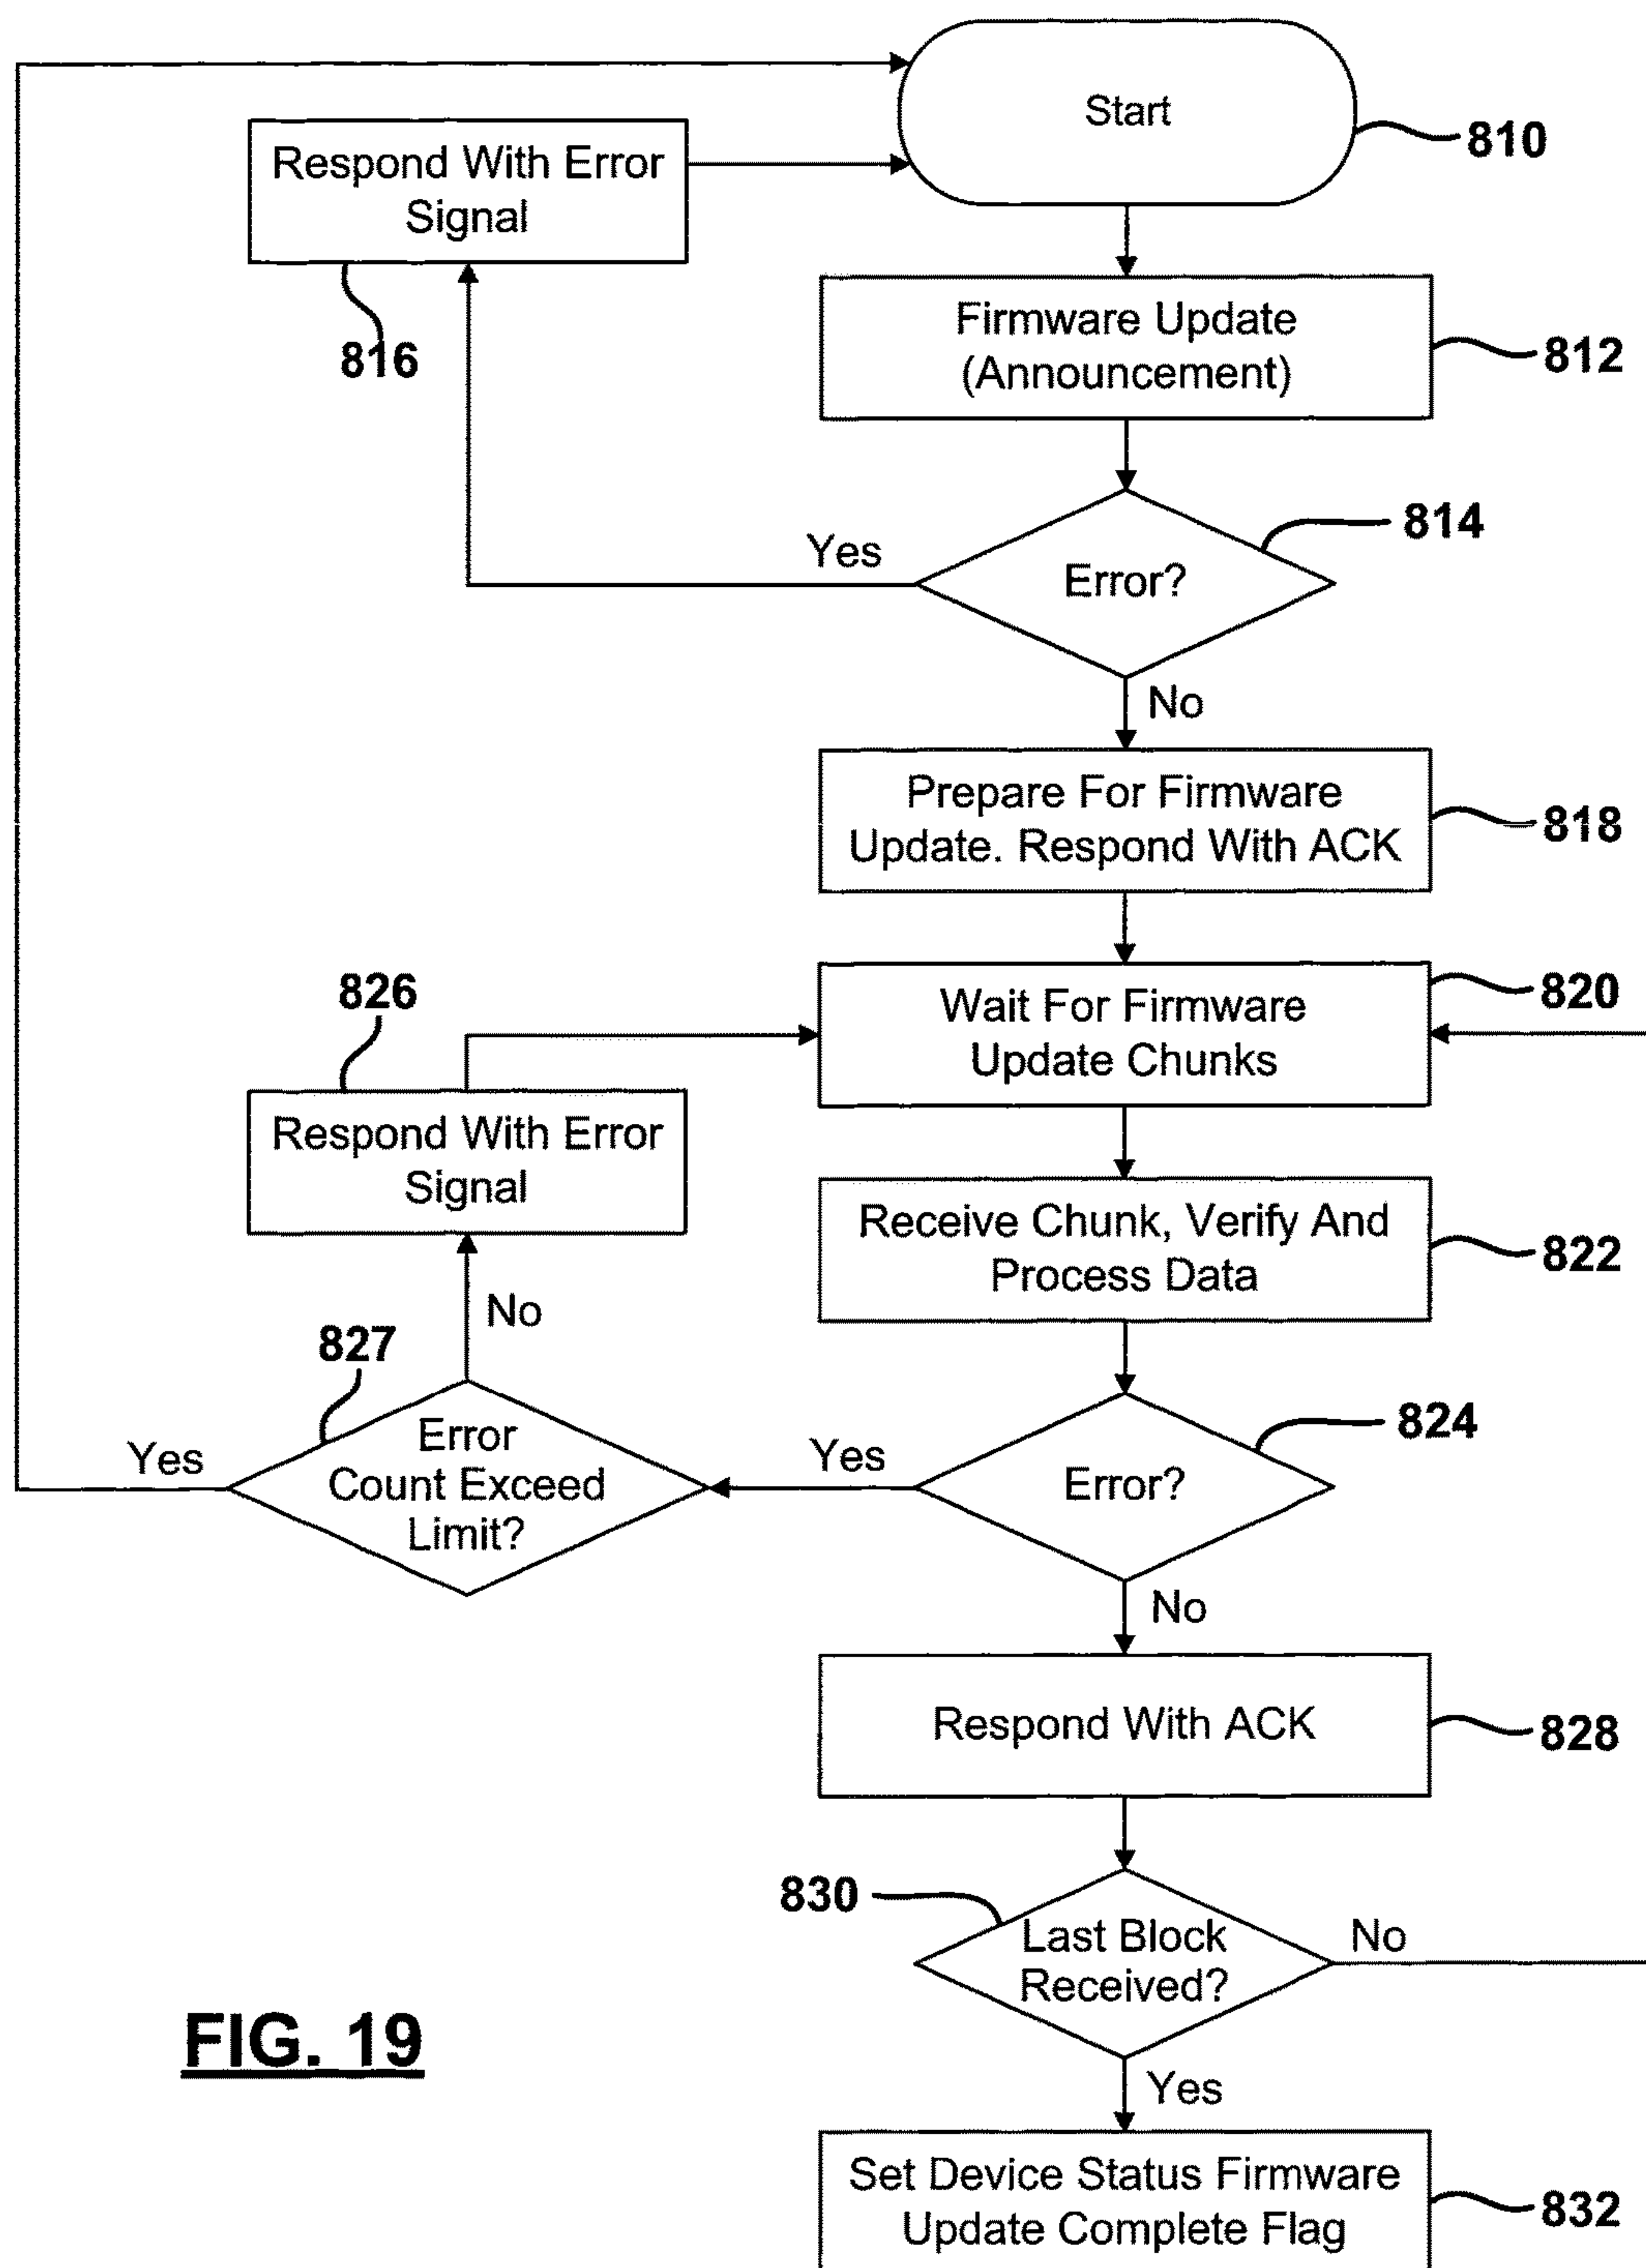 Start
810
Respond With Error
Signal
816
Firmware Update
(Announcement)
812
814
Yes
Error?
No
Prepare For Firmware
Update. Respond With ACK
818
826
Wait For Firmware
Update Chunks
820
Respond With Error
Signal
Receive Chunk, Verify And
Process Data
822
No
827
Error
Count Exceed
Limit?
Yes
Yes
Error?
824
No
Respond With ACK
828
830
Last Block
Received?
No
Yes
FIG. 19
Set Device Status Firmware
Update Complete Flag
832